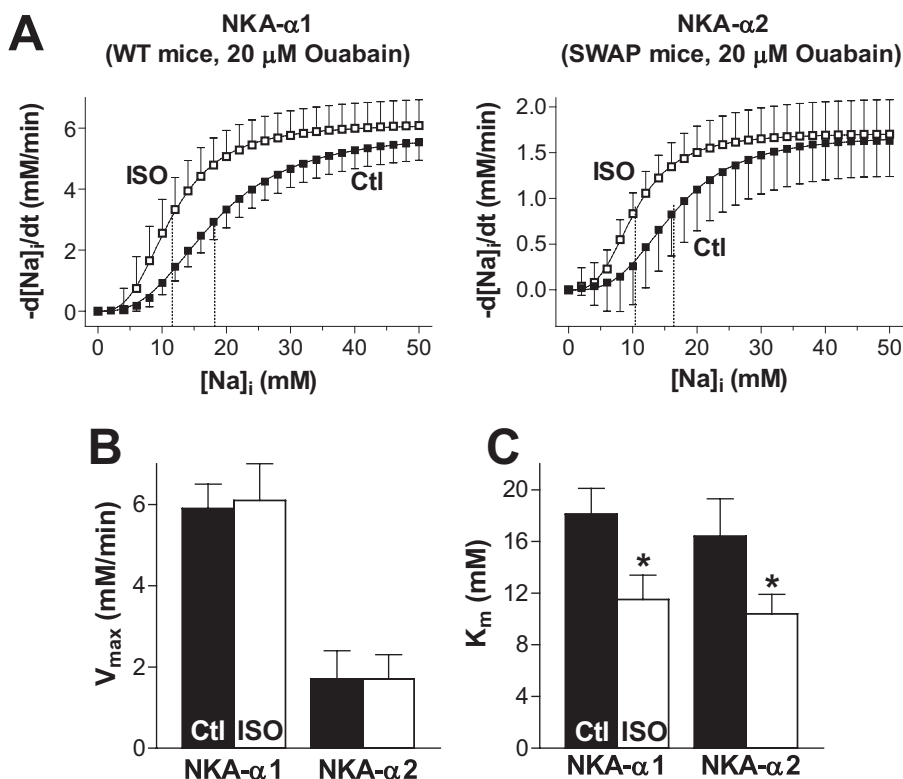 A
NKA-α1
(WT mice, 20 μM Ouabain)
-d[Na]i/dt (mM/min)
6
4
2
0
ISO
Ctl
0 10 20 30 40 50
[Na]i (mM)
NKA-α2
(SWAP mice, 20 μM Ouabain)
-d[Na]i/dt (mM/min)
2.0
1.5
1.0
0.5
0.0
ISO
Ctl
0 10 20 30 40 50
[Na]i (mM)
B
Vmax (mM/min)
6
4
2
0
Ctl ISO
NKA-α1 NKA-α2
C
Km (mM)
20
16
12
8
4
0
* *
Ctl ISO
NKA-α1 NKA-α2